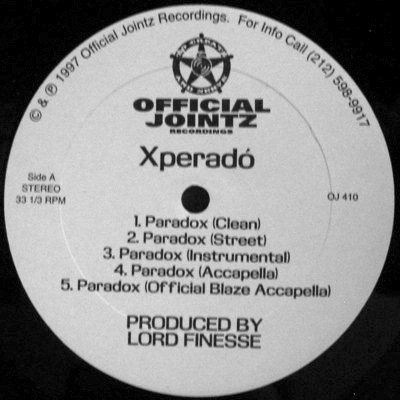 © & ℗ 1997 Official Jointz Recordings. For Info Call (212) 598-9917
OFFICIAL
JOINTZ
RECORDINGS
Xperadó
Side A
STEREO
33 1/3 RPM
OJ 410
1. Paradox (Clean)
2. Paradox (Street)
3. Paradox (Instrumental)
4. Paradox (Accapella)
5. Paradox (Official Blaze Accapella)
PRODUCED BY
LORD FINESSE